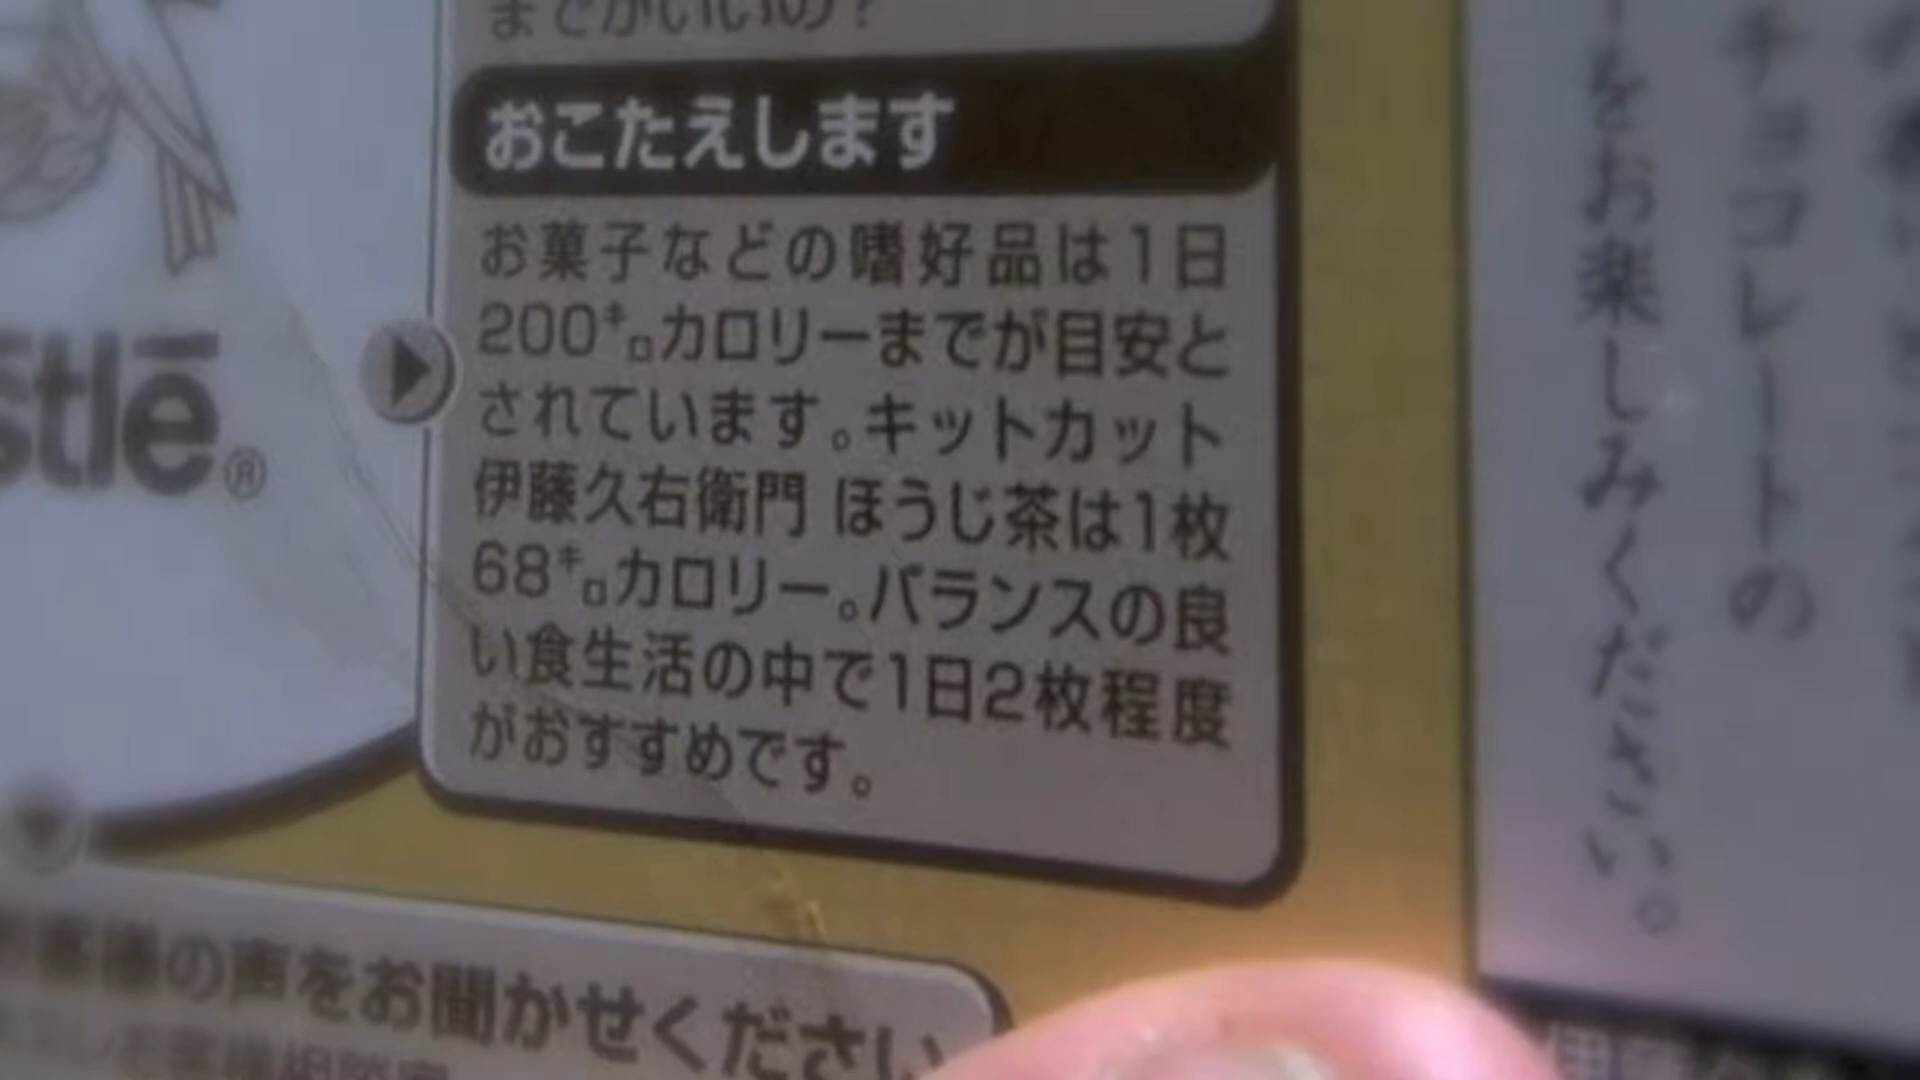 までがいいの？
おこたえします
お菓子などの嗜好品は1日
200㌔カロリーまでが目安と
されています。キットカット
伊藤久右衛門 ほうじ茶は1枚
68㌔カロリー。バランスの良
い食生活の中で1日2枚程度
がおすすめです。
stlé®
の声をお聞かせください
チョコレートの
をお楽しみください。